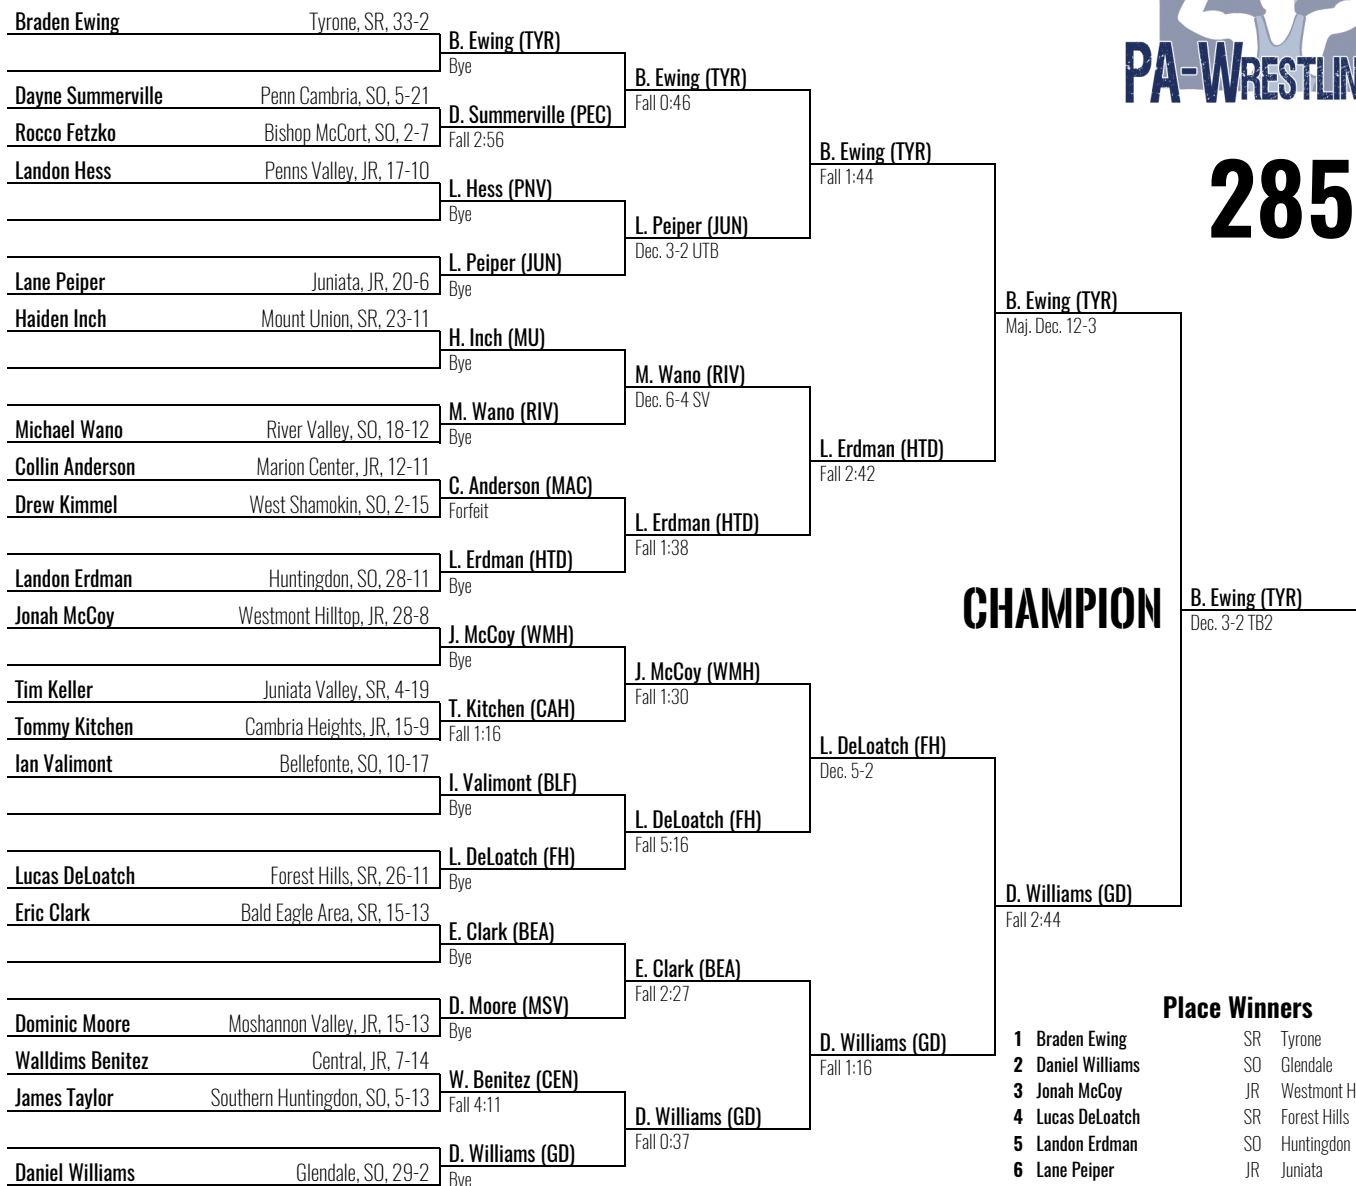 Braden Ewing Tyrone, SR, 33-2
B. Ewing (TYR)
Bye
Dayne Summerville Penn Cambria, SO, 5-21
Rocco Fetzko Bishop McCort, SO, 2-7
D. Summerville (PEC)
Fall 2:56
Landon Hess Penns Valley, JR, 17-10
L. Hess (PNV)
Bye
Lane Peiper Juniata, JR, 20-6
L. Peiper (JUN)
Bye
Haiden Inch Mount Union, SR, 23-11
H. Inch (MU)
Bye
Michael Wano River Valley, SO, 18-12
M. Wano (RIV)
Bye
Collin Anderson Marion Center, JR, 12-11
Drew Kimmel West Shamokin, SO, 2-15
C. Anderson (MAC)
Forfeit
Landon Erdman Huntingdon, SO, 28-11
L. Erdman (HTD)
Bye
Jonah McCoy Westmont Hilltop, JR, 28-8
J. McCoy (WMH)
Bye
Tim Keller Juniata Valley, SR, 4-19
Tommy Kitchen Cambria Heights, JR, 15-9
T. Kitchen (CAH)
Fall 1:16
Ian Valimont Bellefonte, SO, 10-17
I. Valimont (BLF)
Bye
Lucas DeLoatch Forest Hills, SR, 26-11
L. DeLoatch (FH)
Bye
Eric Clark Bald Eagle Area, SR, 15-13
E. Clark (BEA)
Bye
Dominic Moore Moshannon Valley, JR, 15-13
D. Moore (MSV)
Bye
Walldims Benitez Central, JR, 7-14
James Taylor Southern Huntingdon, SO, 5-13
W. Benitez (CEN)
Fall 4:11
Daniel Williams Glendale, SO, 29-2
D. Williams (GD)
Bye
B. Ewing (TYR)
Fall 0:46
L. Peiper (JUN)
Dec. 3-2 UTB
M. Wano (RIV)
Dec. 6-4 SV
L. Erdman (HTD)
Fall 1:38
J. McCoy (WMH)
Fall 1:30
L. DeLoatch (FH)
Fall 5:16
E. Clark (BEA)
Fall 2:27
D. Williams (GD)
Fall 0:37
B. Ewing (TYR)
Fall 1:44
L. Erdman (HTD)
Fall 2:42
L. DeLoatch (FH)
Dec. 5-2
D. Williams (GD)
Fall 1:16
B. Ewing (TYR)
Maj. Dec. 12-3
D. Williams (GD)
Fall 2:44
PA-WRESTLIN
285
CHAMPION
B. Ewing (TYR)
Dec. 3-2 TB2
Place Winners
1 Braden Ewing SR Tyrone
2 Daniel Williams SO Glendale
3 Jonah McCoy JR Westmont H
4 Lucas DeLoatch SR Forest Hills
5 Landon Erdman SO Huntingdon
6 Lane Peiper JR Juniata